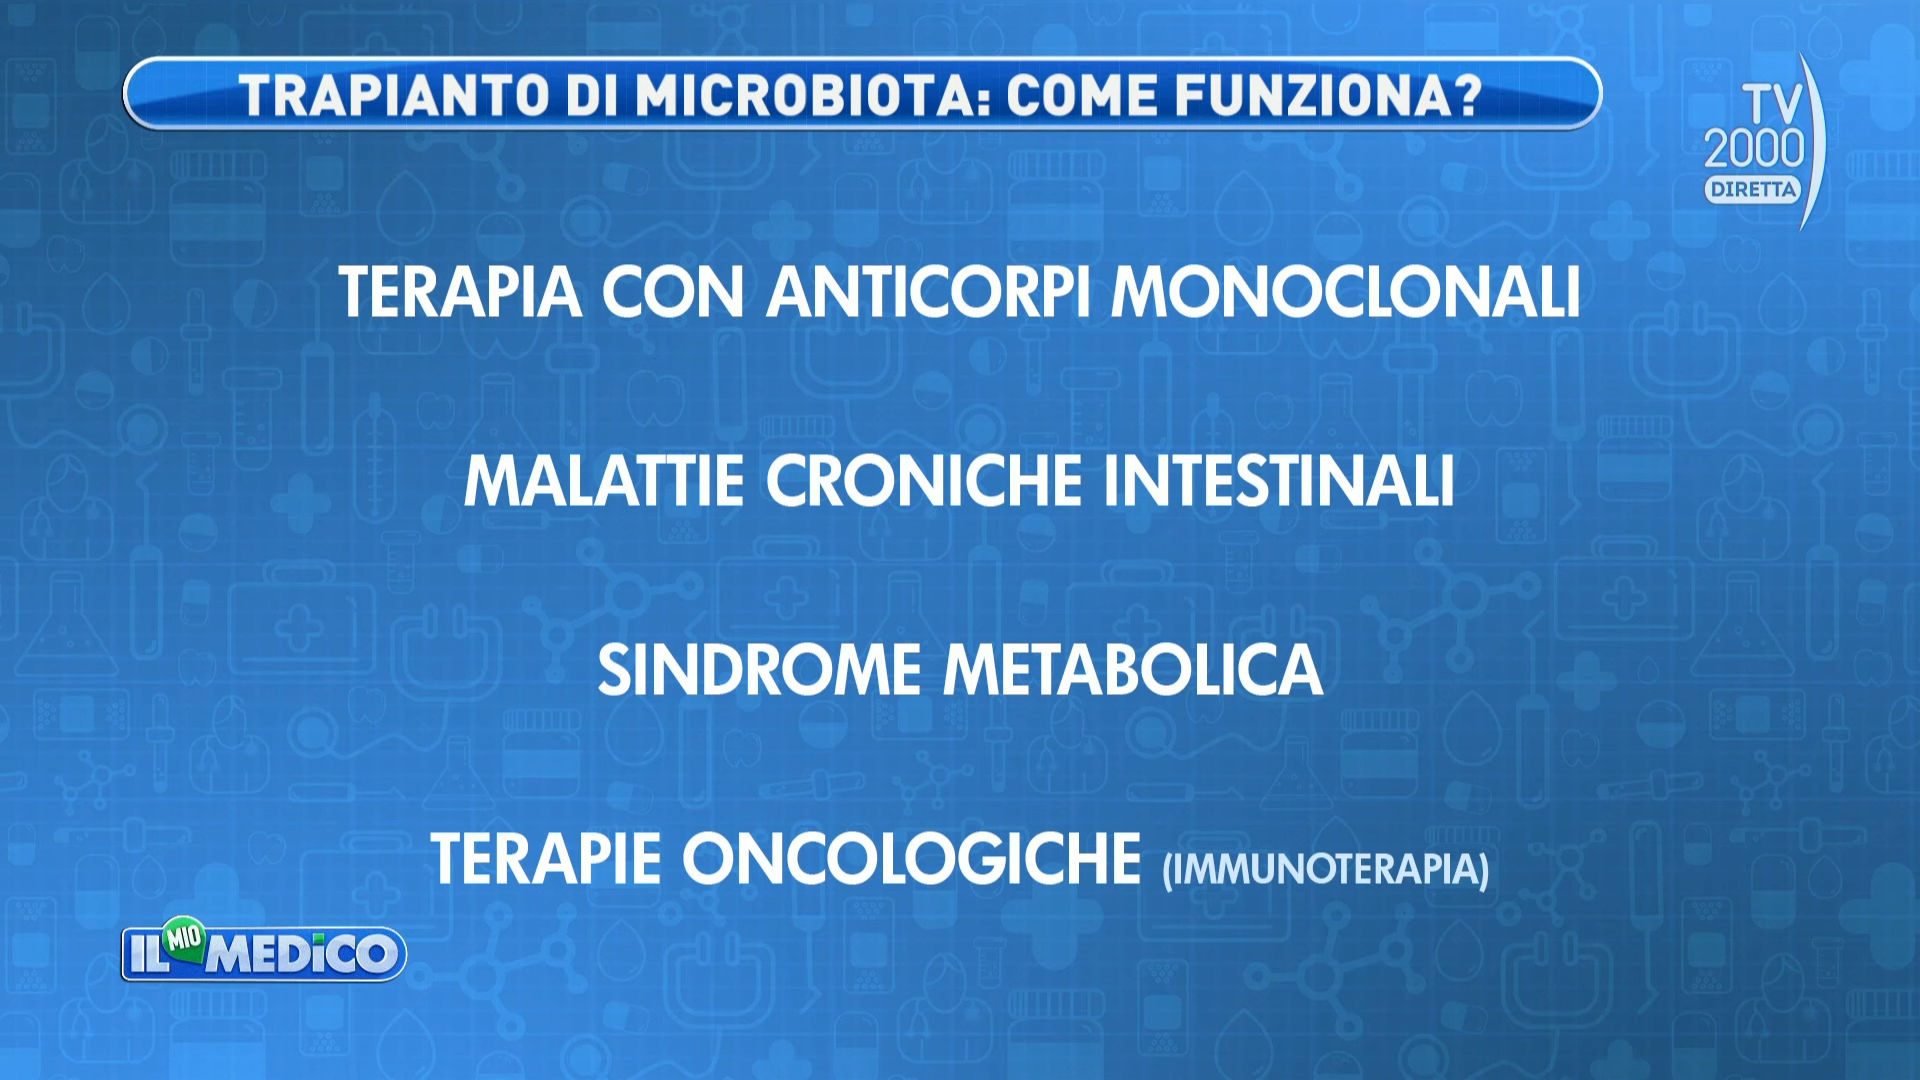 TRAPIANTO DI MICROBIOTA: COME FUNZIONA?
TV
2000
DIRETTA
TERAPIA CON ANTICORPI MONOCLONALI
MALATTIE CRONICHE INTESTINALI
SINDROME METABOLICA
TERAPIE ONCOLOGICHE (IMMUNOTERAPIA)
IL MIO MEDICO